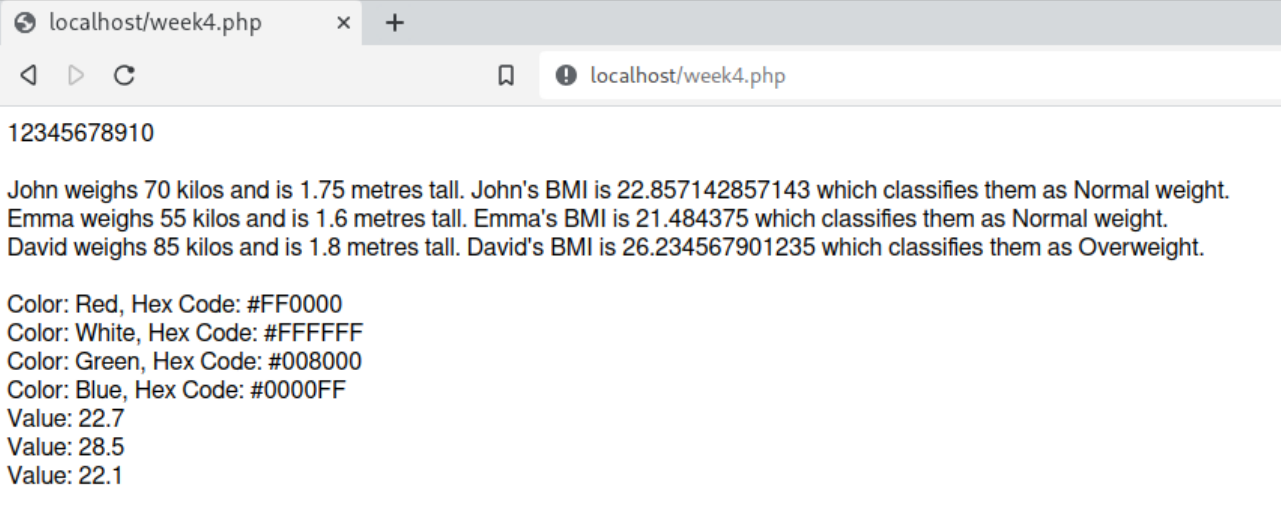 localhost/week4.php
localhost/week4.php
12345678910
John weighs 70 kilos and is 1.75 metres tall. John's BMI is 22.857142857143 which classifies them as Normal weight.
Emma weighs 55 kilos and is 1.6 metres tall. Emma's BMI is 21.484375 which classifies them as Normal weight.
David weighs 85 kilos and is 1.8 metres tall. David's BMI is 26.234567901235 which classifies them as Overweight.
Color: Red, Hex Code: #FF0000
Color: White, Hex Code: #FFFFFF
Color: Green, Hex Code: #008000
Color: Blue, Hex Code: #0000FF
Value: 22.7
Value: 28.5
Value: 22.1